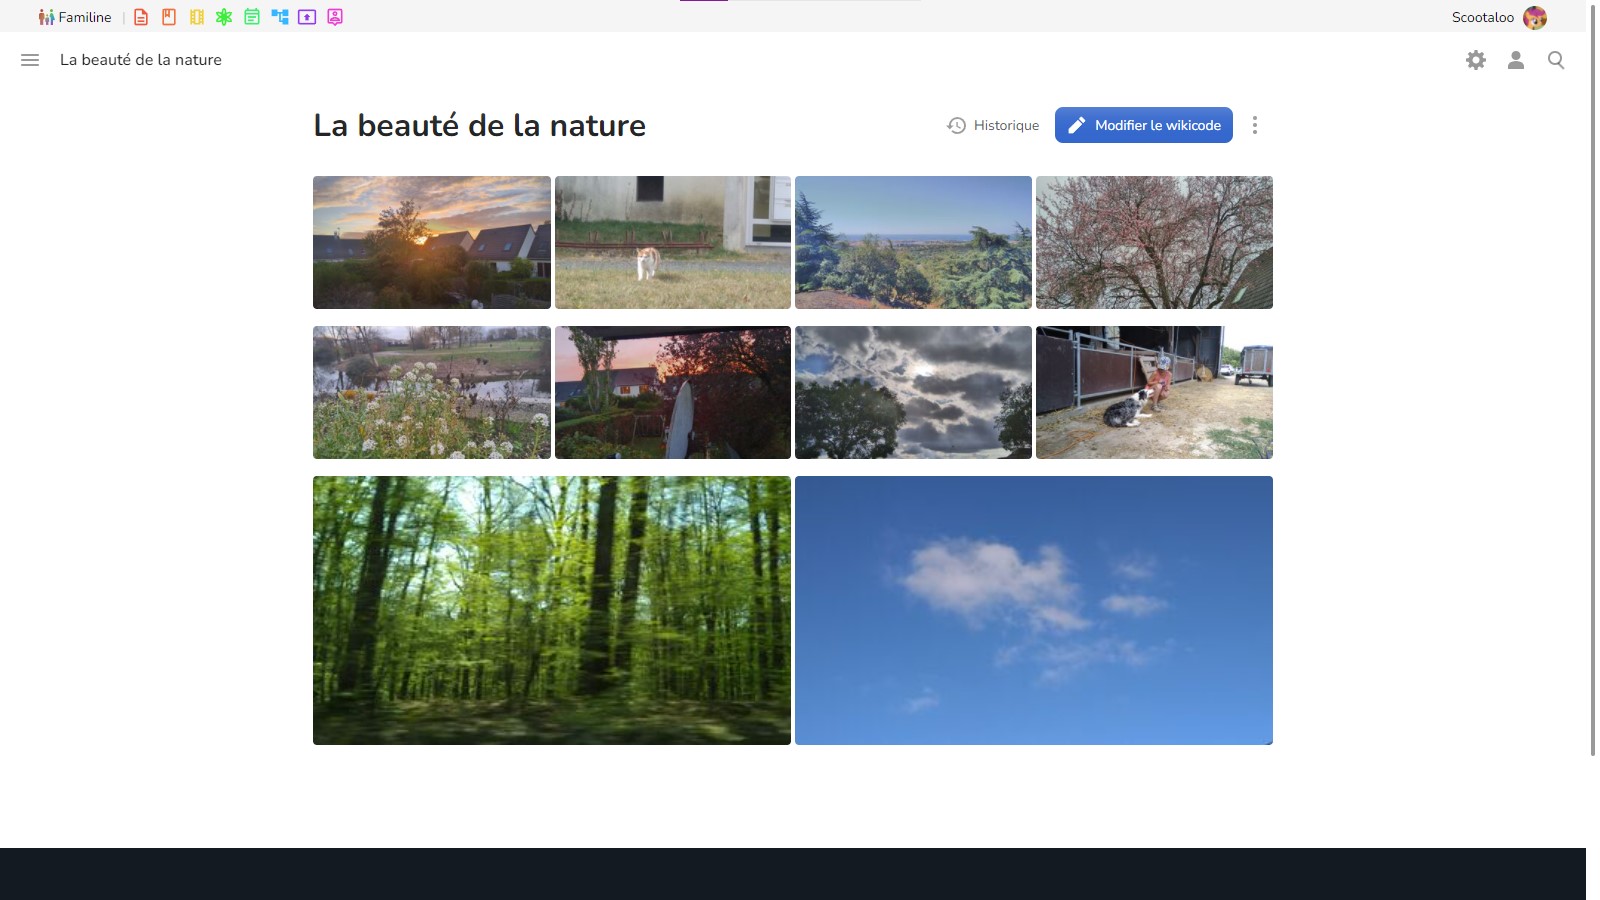 Familine
Scootaloo
La beauté de la nature
La beauté de la nature
Historique
Modifier le wikicode